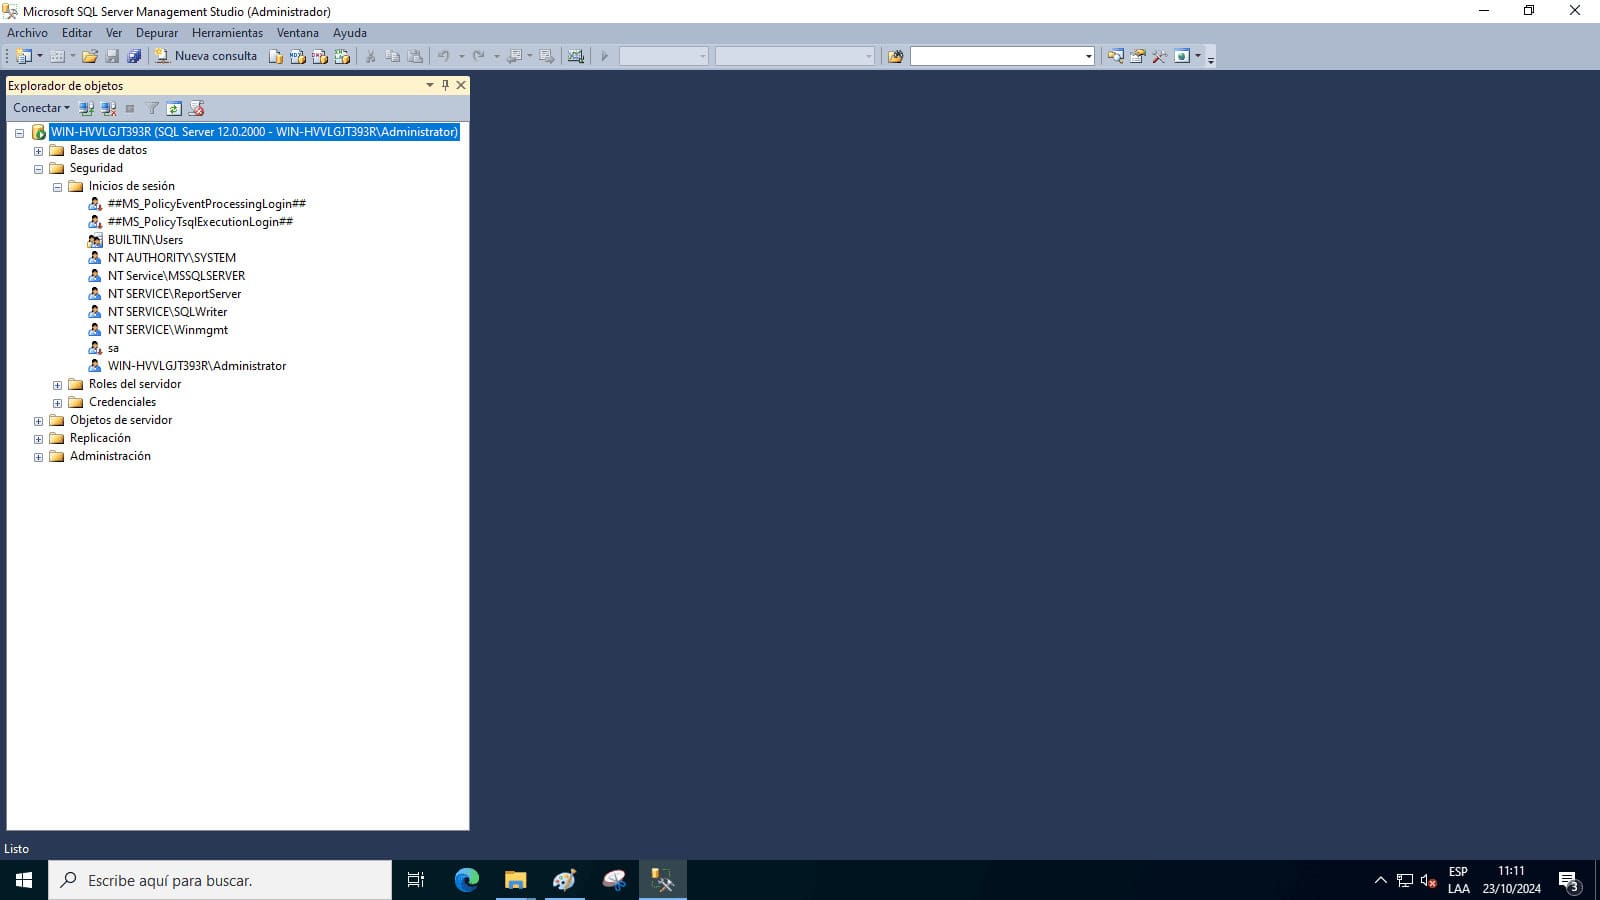 Microsoft SQL Server Management Studio (Administrador)
Archivo Editar Ver Depurar Herramientas Ventana Ayuda
Nueva consulta
Explorador de objetos
Conectar
WIN-HVVLGJT393R (SQL Server 12.0.2000 - WIN-HVVLGJT393R\Administrator)
Bases de datos
Seguridad
Inicios de sesión
##MS_PolicyEventProcessingLogin##
##MS_PolicyTsqlExecutionLogin##
BUILTIN\Users
NT AUTHORITY\SYSTEM
NT Service\MSSQLSERVER
NT SERVICE\ReportServer
NT SERVICE\SQLWriter
NT SERVICE\Winmgmt
sa
WIN-HVVLGJT393R\Administrator
Roles del servidor
Credenciales
Objetos de servidor
Replicación
Administración
Listo
Escribe aquí para buscar.
ESP
LAA
11:11
23/10/2024
3